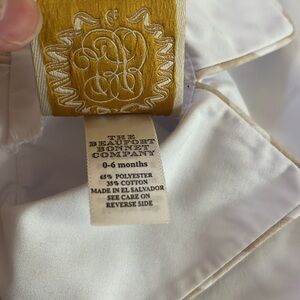 THE
BEAUFORT
BONNET
COMPANY
0-6 months
65% POLYESTER
35% COTTON
MADE IN EL SALVADOR
SEE CARE ON
REVERSE SIDE